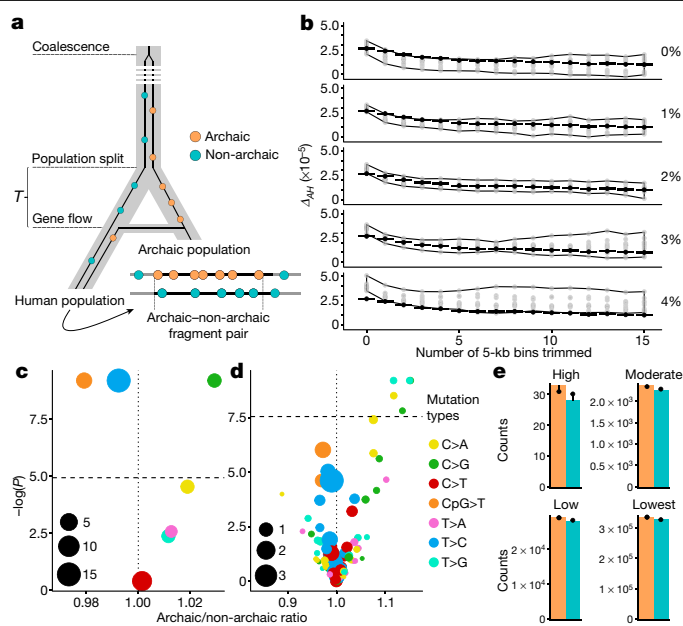 a
Coalescence
Archaic
Non-archaic
Population split
T
Gene flow
Archaic population
Human population
Archaic–non-archaic
fragment pair
b
Δ_AH (×10⁻⁵)
5.0
2.5
0
0%
5.0
2.5
0
1%
5.0
2.5
0
2%
5.0
2.5
0
3%
5.0
2.5
0
4%
0 5 10 15
Number of 5-kb bins trimmed
c
–log(P)
7.5
5.0
2.5
0
5
10
15
0.98 1.00 1.02
Archaic/non-archaic ratio
d
7.5
5.0
2.5
0
1
2
3
0.9 1.0 1.1
Mutation
types
C>A
C>G
C>T
CpG>T
T>A
T>C
T>G
e
High
Counts
30
20
10
0
Moderate
2.0 × 10³
1.5 × 10³
1.0 × 10³
0.5 × 10³
0
Low
Counts
2 × 10⁴
1 × 10⁴
0
Lowest
3 × 10⁵
2 × 10⁵
1 × 10⁵
0